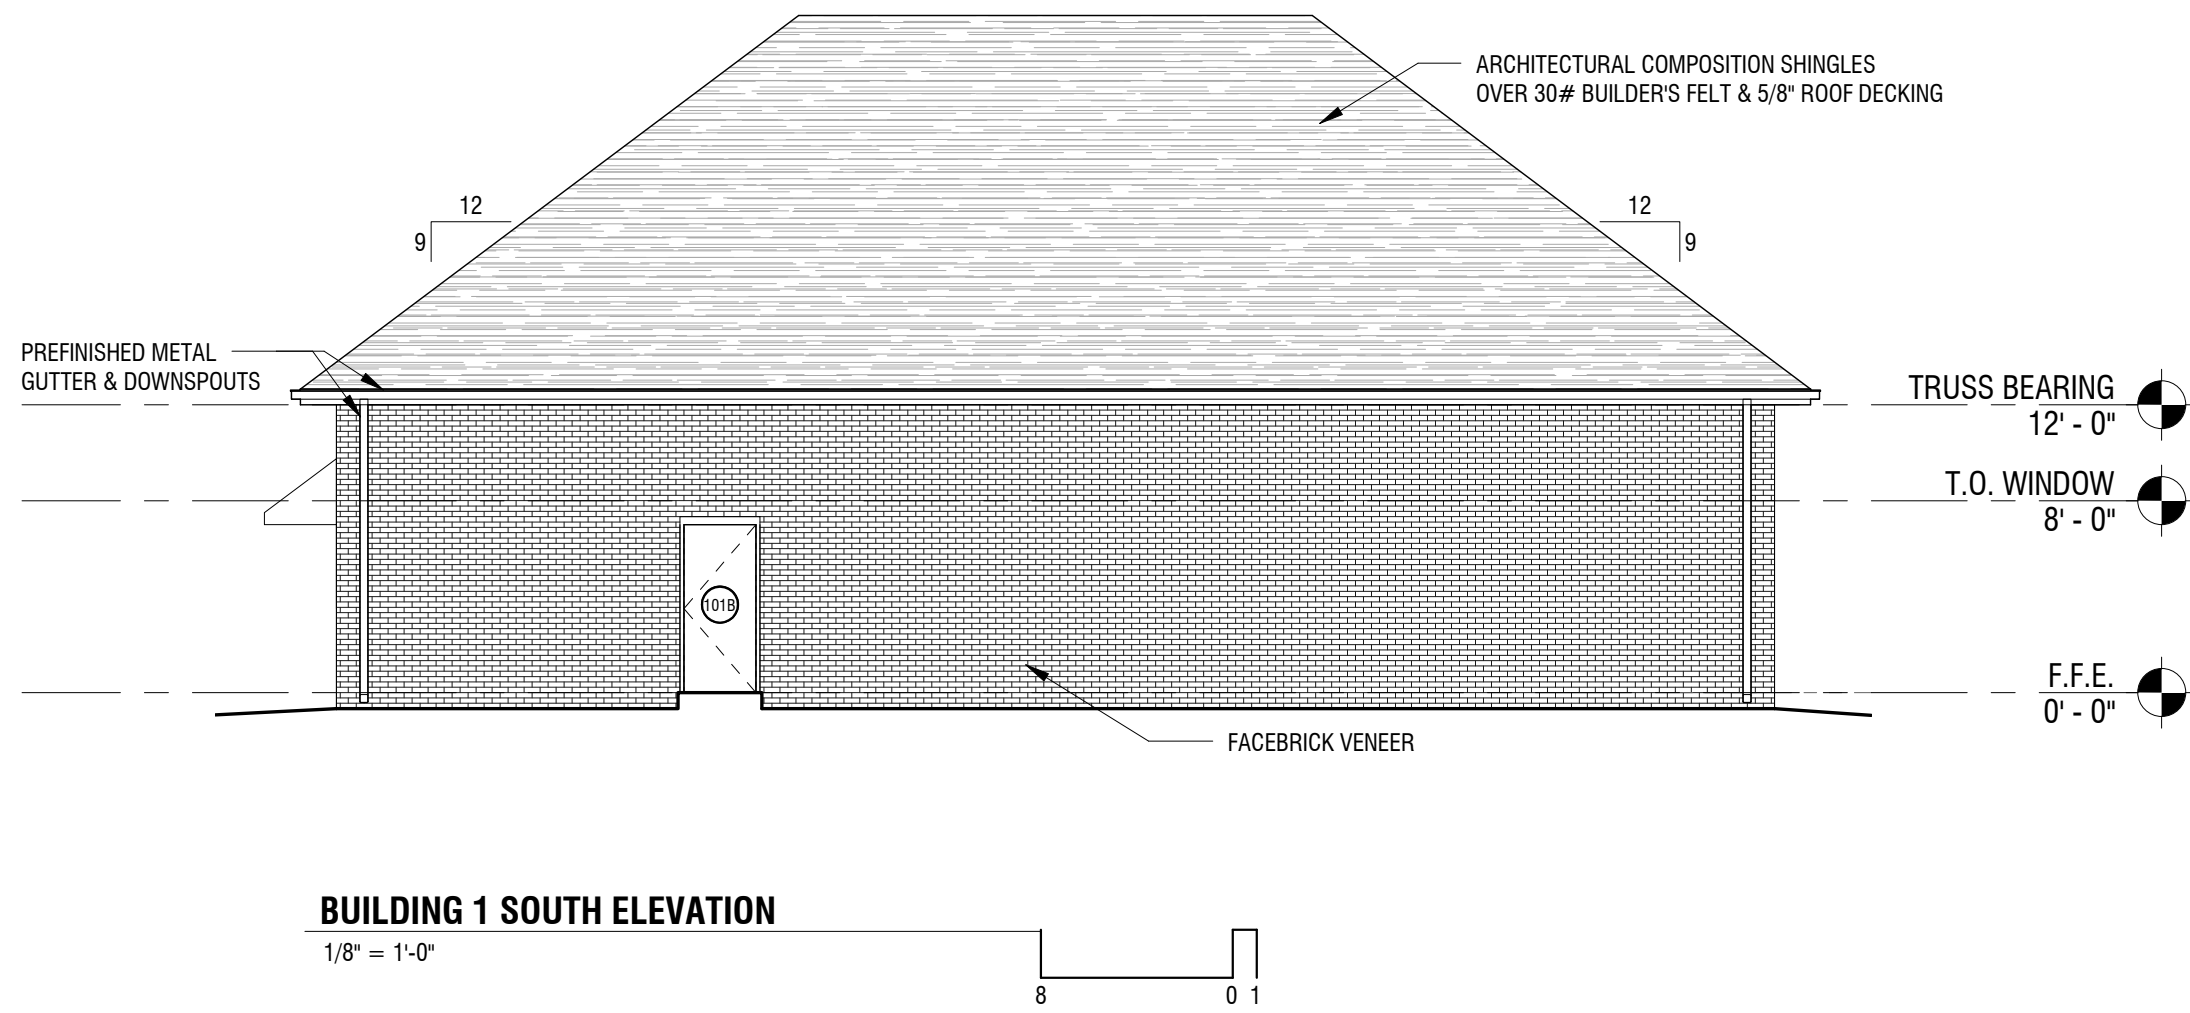 ARCHITECTURAL COMPOSITION SHINGLES
OVER 30# BUILDER'S FELT & 5/8" ROOF DECKING
12
9
12
9
PREFINISHED METAL
GUTTER & DOWNSPOUTS
TRUSS BEARING
12' - 0"
T.O. WINDOW
8' - 0"
101B
F.F.E.
0' - 0"
FACEBRICK VENEER
BUILDING 1 SOUTH ELEVATION
1/8" = 1'-0"
8 0 1